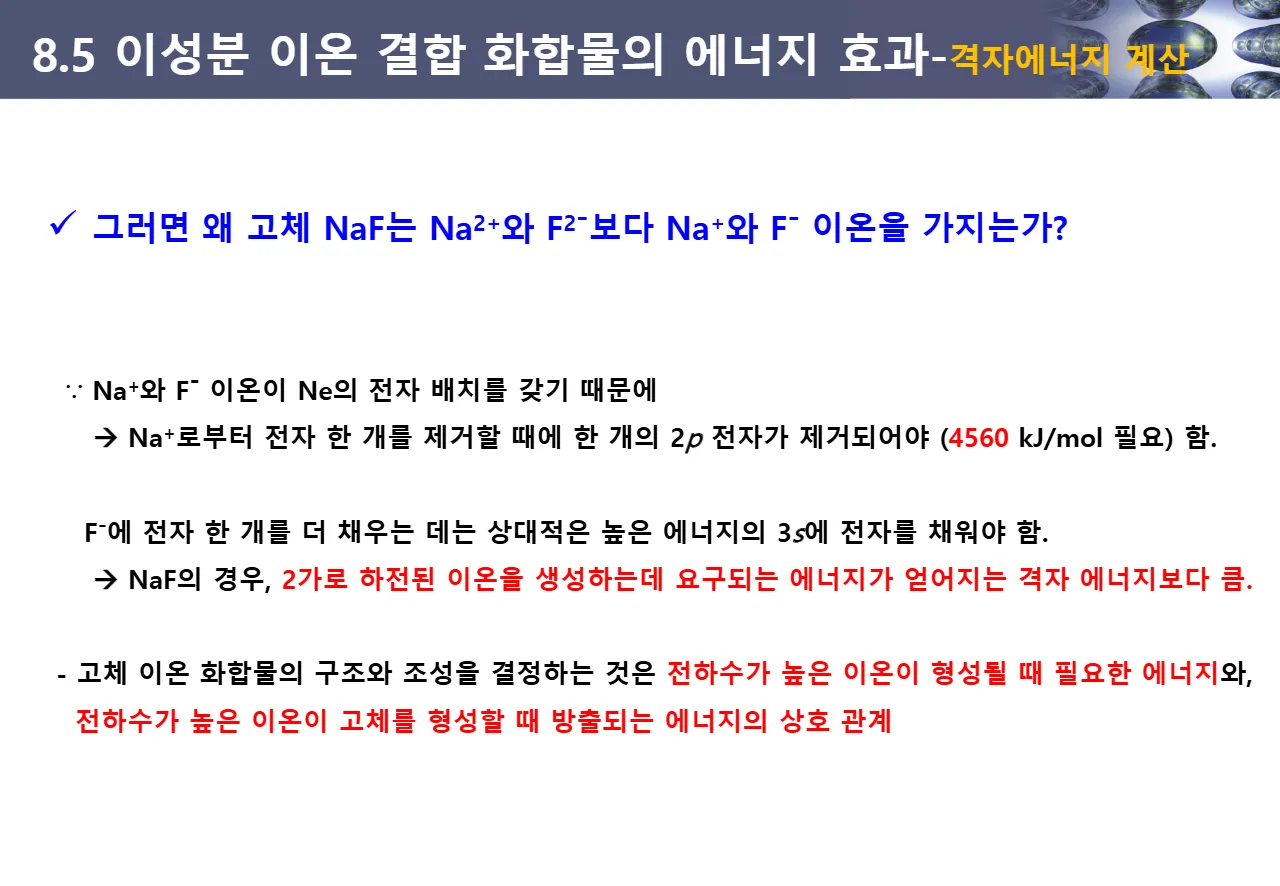 8.5 이성분 이온 결합 화합물의 에너지 효과-격자에너지 계산
✓ 그러면 왜 고체 NaF는 Na²⁺와 F²⁻보다 Na⁺와 F⁻ 이온을 가지는가?
∵ Na⁺와 F⁻ 이온이 Ne의 전자 배치를 갖기 때문에
→ Na⁺로부터 전자 한 개를 제거할 때에 한 개의 2p 전자가 제거되어야 (4560 kJ/mol 필요) 함.
F⁻에 전자 한 개를 더 채우는 데는 상대적은 높은 에너지의 3s에 전자를 채워야 함.
→ NaF의 경우, 2가로 하전된 이온을 생성하는데 요구되는 에너지가 얻어지는 격자 에너지보다 큼.
- 고체 이온 화합물의 구조와 조성을 결정하는 것은 전하수가 높은 이온이 형성될 때 필요한 에너지와,
전하수가 높은 이온이 고체를 형성할 때 방출되는 에너지의 상호 관계